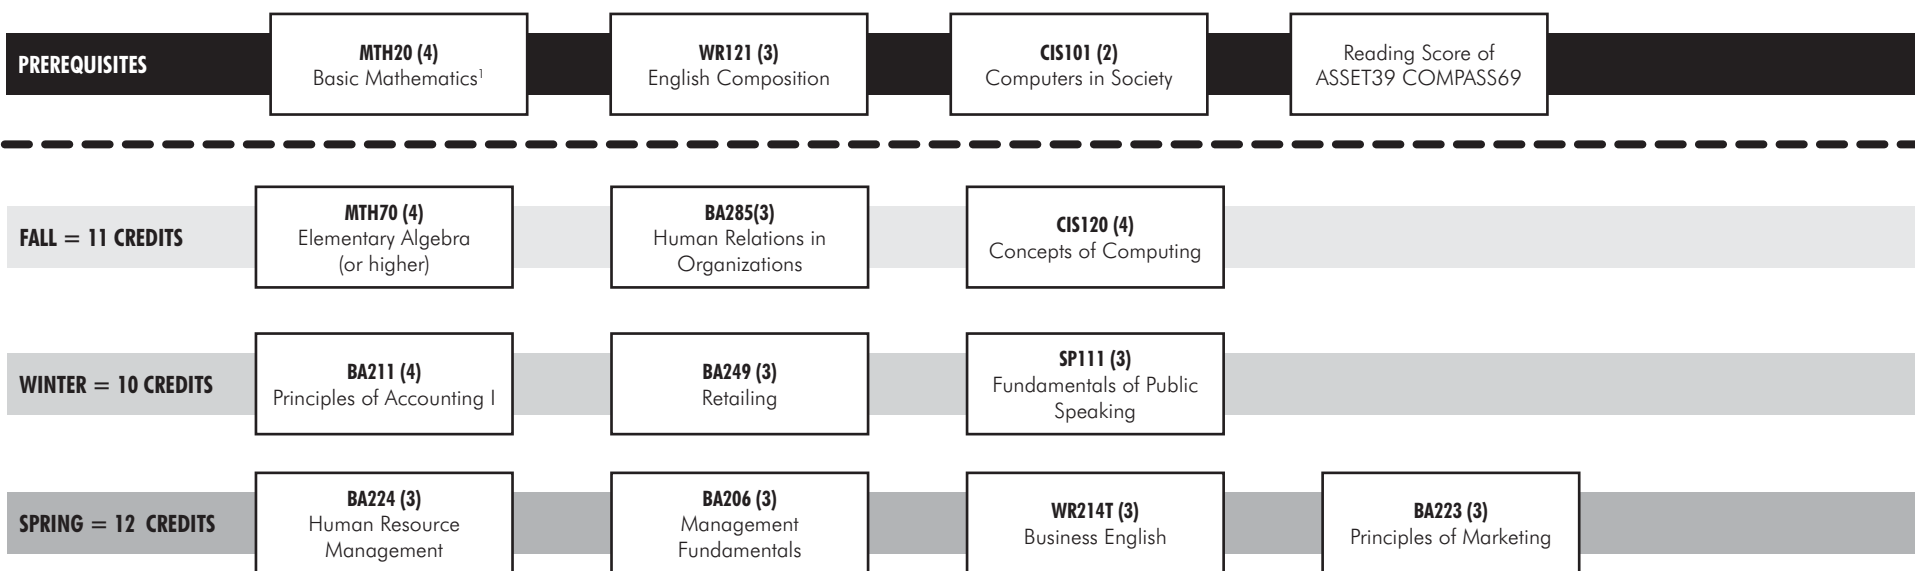 PREREQUISITES
MTH20 (4)
Basic Mathematics¹
WR121 (3)
English Composition
CIS101 (2)
Computers in Society
Reading Score of
ASSET39 COMPASS69
FALL = 11 CREDITS
MTH70 (4)
Elementary Algebra
(or higher)
BA285(3)
Human Relations in
Organizations
CIS120 (4)
Concepts of Computing
WINTER = 10 CREDITS
BA211 (4)
Principles of Accounting I
BA249 (3)
Retailing
SP111 (3)
Fundamentals of Public
Speaking
SPRING = 12 CREDITS
BA224 (3)
Human Resource
Management
BA206 (3)
Management
Fundamentals
WR214T (3)
Business English
BA223 (3)
Principles of Marketing